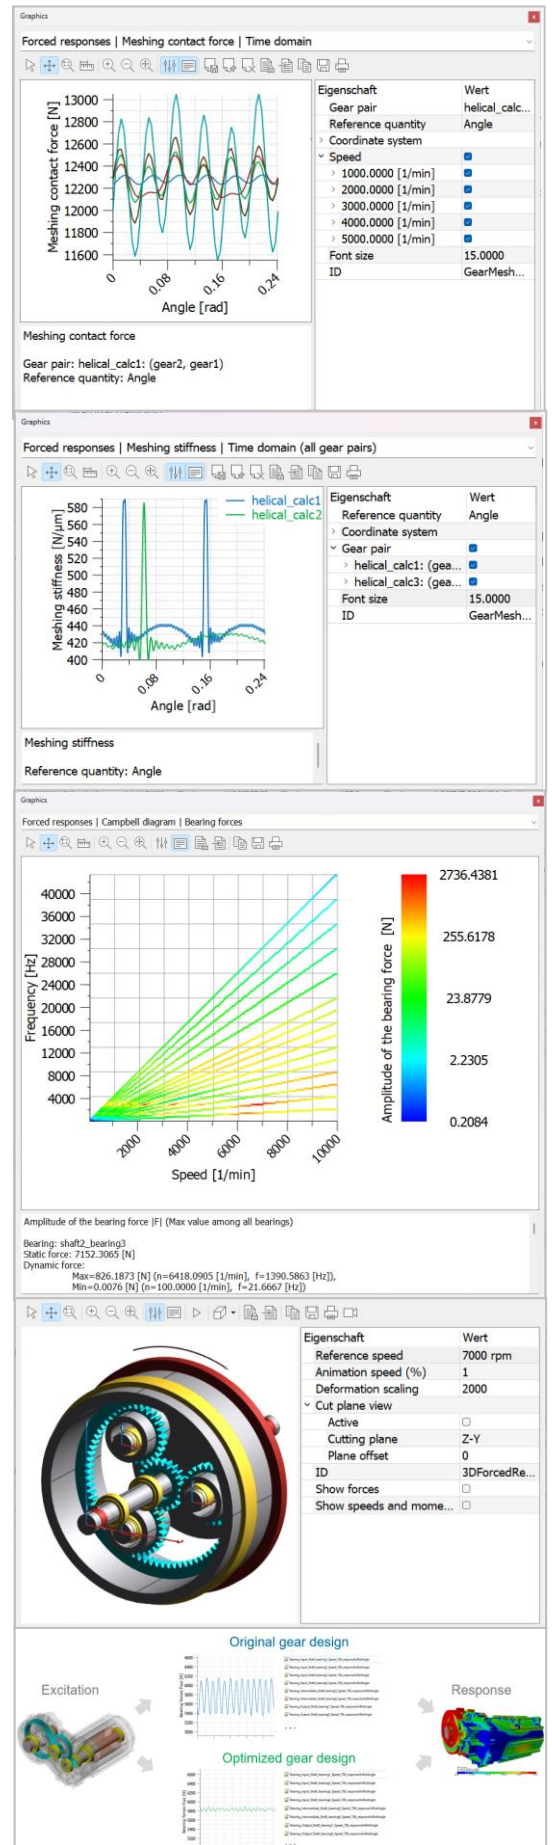 Graphics
Forced responses | Meshing contact force | Time domain
13000
12800
12600
12400
12200
12000
11800
11600
Meshing contact force [N]
0
0.08
0.16
0.24
Angle [rad]
Eigenschaft Wert
Gear pair helical_calc...
Reference quantity Angle
Coordinate system
Speed
1000.0000 [1/min]
2000.0000 [1/min]
3000.0000 [1/min]
4000.0000 [1/min]
5000.0000 [1/min]
Font size 15.0000
ID GearMesh...
Meshing contact force
Gear pair: helical_calc1: (gear2, gear1)
Reference quantity: Angle
Graphics
Forced responses | Meshing stiffness | Time domain (all gear pairs)
helical_calc1
helical_calc2
580
560
540
520
500
480
460
440
420
400
Meshing stiffness [N/µm]
0
0.08
0.16
0.24
Angle [rad]
Eigenschaft Wert
Reference quantity Angle
Coordinate system
Gear pair
helical_calc1: (gea...
helical_calc3: (gea...
Font size 15.0000
ID GearMesh...
Meshing stiffness
Reference quantity: Angle
Graphics
Forced responses | Campbell diagram | Bearing forces
40000
36000
32000
28000
24000
20000
16000
12000
8000
4000
Frequency [Hz]
2000
4000
6000
8000
10000
Speed [1/min]
Amplitude of the bearing force [N]
2736.4381
255.6178
23.8779
2.2305
0.2084
Amplitude of the bearing force |F| (Max value among all bearings)
Bearing: shaft2_bearing3
Static force: 7152.3065 [N]
Dynamic force:
Max=826.1873 [N] (n=6418.0905 [1/min], f=1390.5863 [Hz]),
Min=0.0076 [N] (n=100.0000 [1/min], f=21.6667 [Hz])
Eigenschaft Wert
Reference speed 7000 rpm
Animation speed (%) 1
Deformation scaling 2000
Cut plane view
Active
Cutting plane Z-Y
Plane offset 0
ID 3DForcedRe...
Show forces
Show speeds and mome...
Original gear design
Excitation
Response
Optimized gear design